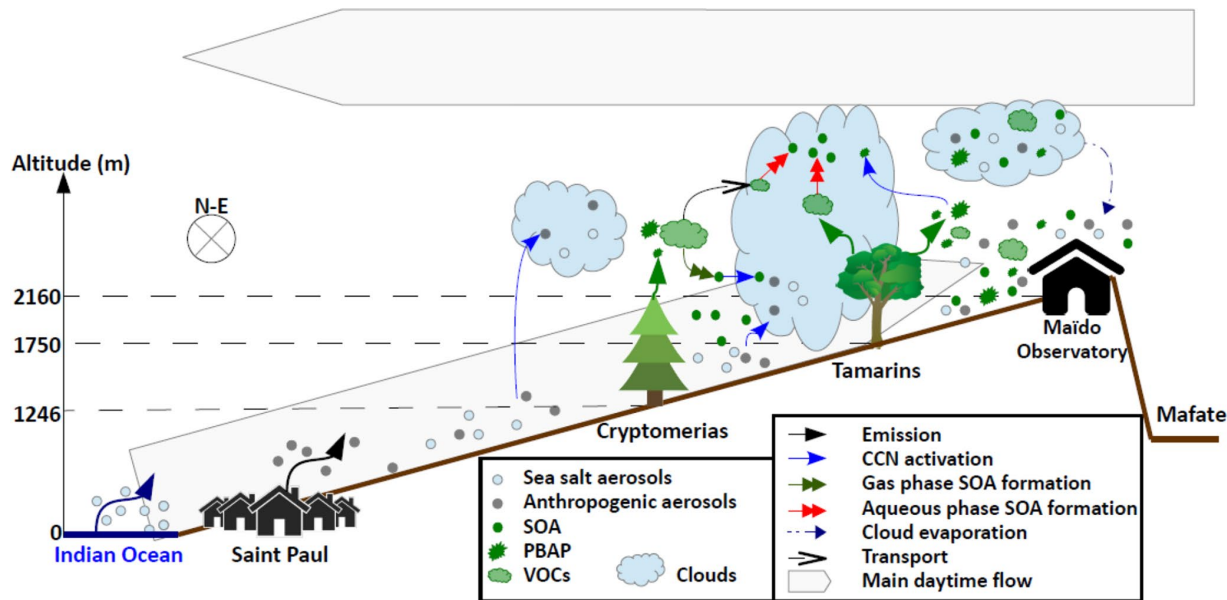 Altitude (m)
N-E
2160
1750
1246
0
Maïdo
Observatory
Tamarins
Cryptomerias
Mafate
Indian Ocean
Saint Paul
Sea salt aerosols
Anthropogenic aerosols
SOA
PBAP
VOCs
Clouds
Emission
CCN activation
Gas phase SOA formation
Aqueous phase SOA formation
Cloud evaporation
Transport
Main daytime flow